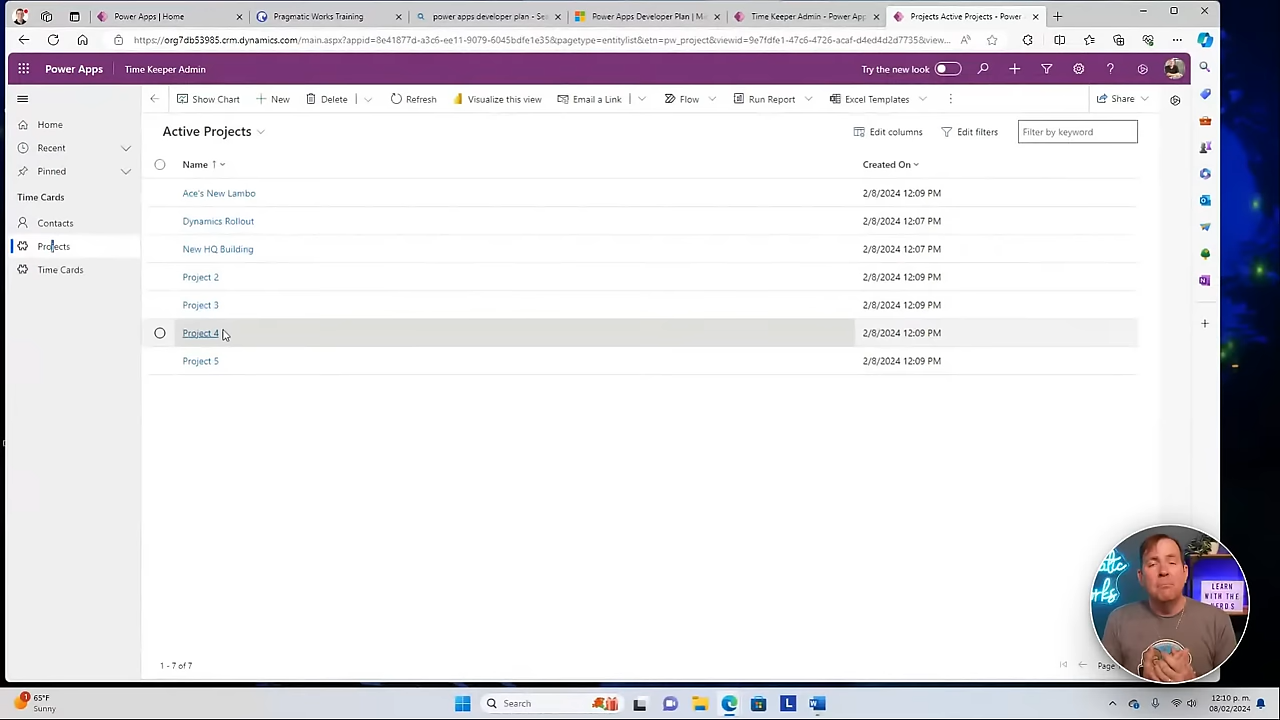 Power Apps | Home
Pragmatic Works Training
power apps developer plan - Se
Power Apps Developer Plan | M
Time Keeper Admin - Power Ap
Projects Active Projects - Power
https://org7db53985.crm.dynamics.com/main.aspx?appid=8e41877d-a3c6-ee11-9079-6045bdfe1e35&pagetype=entitylist&etn=pw_project&viewid=9e7fdfe1-47c6-4726-acaf-d4ed4d2d7735&view...
Power Apps
Time Keeper Admin
Try the new look
Show Chart
New
Delete
Refresh
Visualize this view
Email a Link
Flow
Run Report
Excel Templates
Share
Home
Recent
Pinned
Time Cards
Contacts
Projects
Time Cards
Active Projects
Edit columns
Edit filters
Filter by keyword
Name
Created On
Ace's New Lambo
2/8/2024 12:09 PM
Dynamics Rollout
2/8/2024 12:07 PM
New HQ Building
2/8/2024 12:07 PM
Project 2
2/8/2024 12:09 PM
Project 3
2/8/2024 12:09 PM
Project 4
2/8/2024 12:09 PM
Project 5
2/8/2024 12:09 PM
1 - 7 of 7
Page
LEARN
WITH THE
NERDS
1
65°F
Sunny
Search
12:10 p. m.
08/02/2024